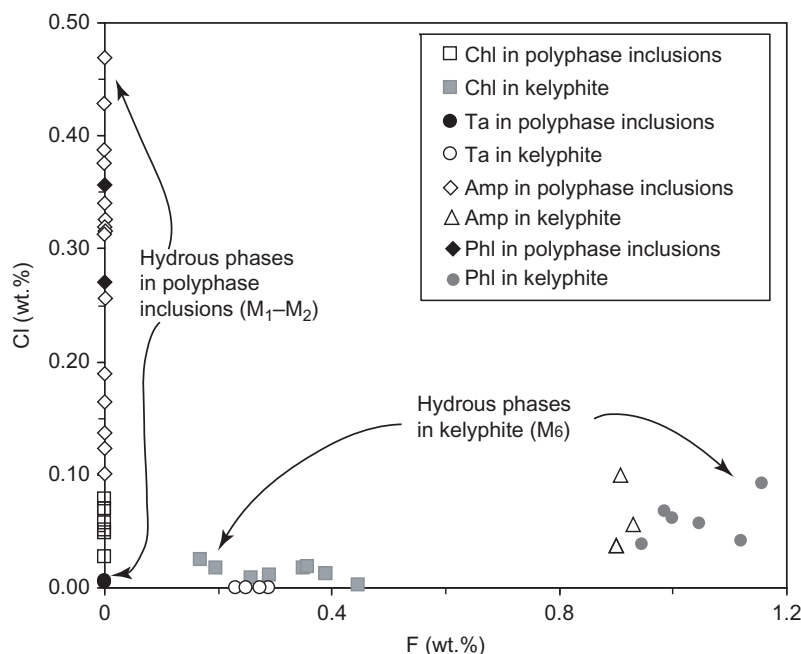 0.50
0.40
0.30
0.20
0.10
0.00
Cl (wt.%)
Chl in polyphase inclusions
Chl in kelyphite
Ta in polyphase inclusions
Ta in kelyphite
Amp in polyphase inclusions
Amp in kelyphite
Phl in polyphase inclusions
Phl in kelyphite
Hydrous phases
in polyphase
inclusions (M₁–M₂)
Hydrous phases
in kelyphite (M₆)
0
0.4
0.8
1.2
F (wt.%)